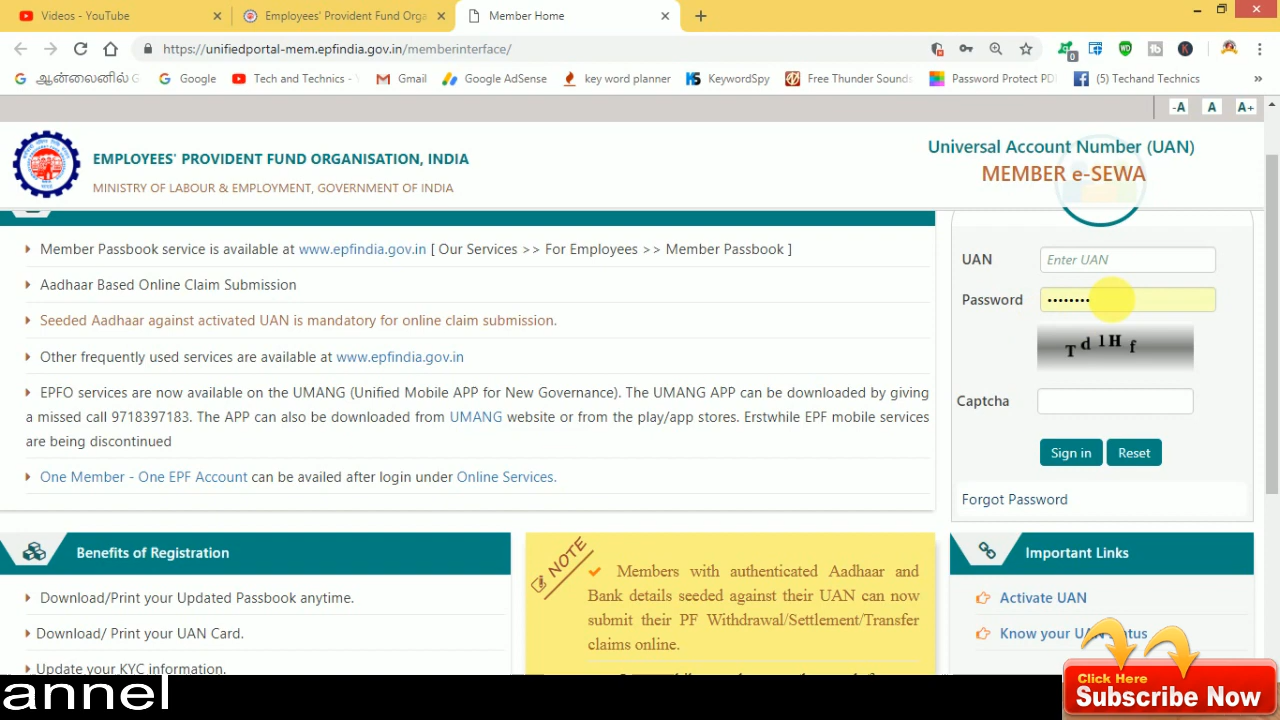 Videos - YouTube
Employees' Provident Fund Orga
Member Home
https://unifiedportal-mem.epfindia.gov.in/memberinterface/
0
WD
tb
K
ஆன்லைனில் G
Google
Tech and Technics -
Gmail
Google AdSense
key word planner
KeywordSpy
Free Thunder Sounds
Password Protect PD
(5) Techand Technics
»
-A A A+
EMPLOYEES' PROVIDENT FUND ORGANISATION, INDIA
MINISTRY OF LABOUR & EMPLOYMENT, GOVERNMENT OF INDIA
Universal Account Number (UAN)
MEMBER e-SEWA
Member Passbook service is available at www.epfindia.gov.in [ Our Services >> For Employees >> Member Passbook ]
Aadhaar Based Online Claim Submission
Seeded Aadhaar against activated UAN is mandatory for online claim submission.
Other frequently used services are available at www.epfindia.gov.in
EPFO services are now available on the UMANG (Unified Mobile APP for New Governance). The UMANG APP can be downloaded by giving
a missed call 9718397183. The APP can also be downloaded from UMANG website or from the play/app stores. Erstwhile EPF mobile services
are being discontinued
One Member - One EPF Account can be availed after login under Online Services.
UAN
Enter UAN
Password
••••••••
T d l H f
Captcha
Sign in
Reset
Forgot Password
Benefits of Registration
Download/Print your Updated Passbook anytime.
Download/ Print your UAN Card.
Update your KYC information.
NOTE
Members with authenticated Aadhaar and
Bank details seeded against their UAN can now
submit their PF Withdrawal/Settlement/Transfer
claims online.
Important Links
Activate UAN
Know your UAN Status
annel
Click Here
Subscribe Now